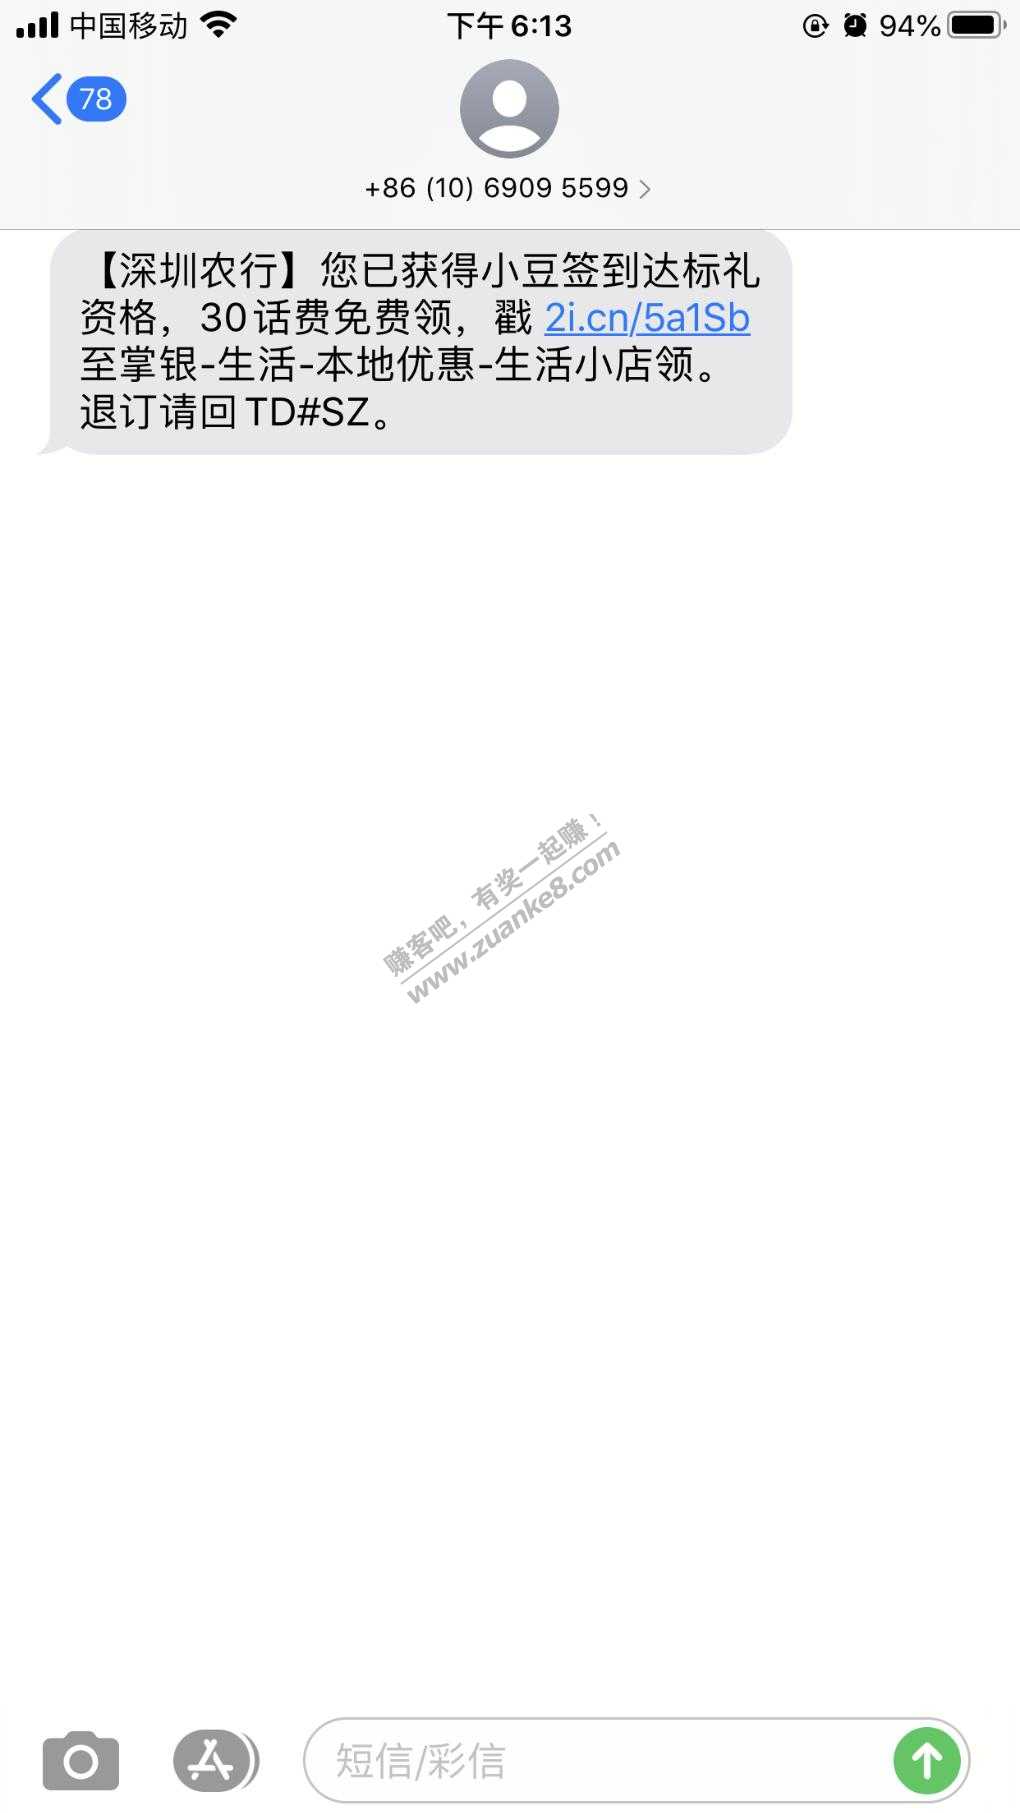 中国移动
下午6:13
94%
78
+86 (10) 6909 5599
【深圳农行】您已获得小豆签到达标礼
资格，30话费免费领，戳 2i.cn/5a1Sb
至掌银-生活-本地优惠-生活小店领。
退订请回TD#SZ。
赚客吧，有奖一起赚！
www.zuanke8.com
短信/彩信